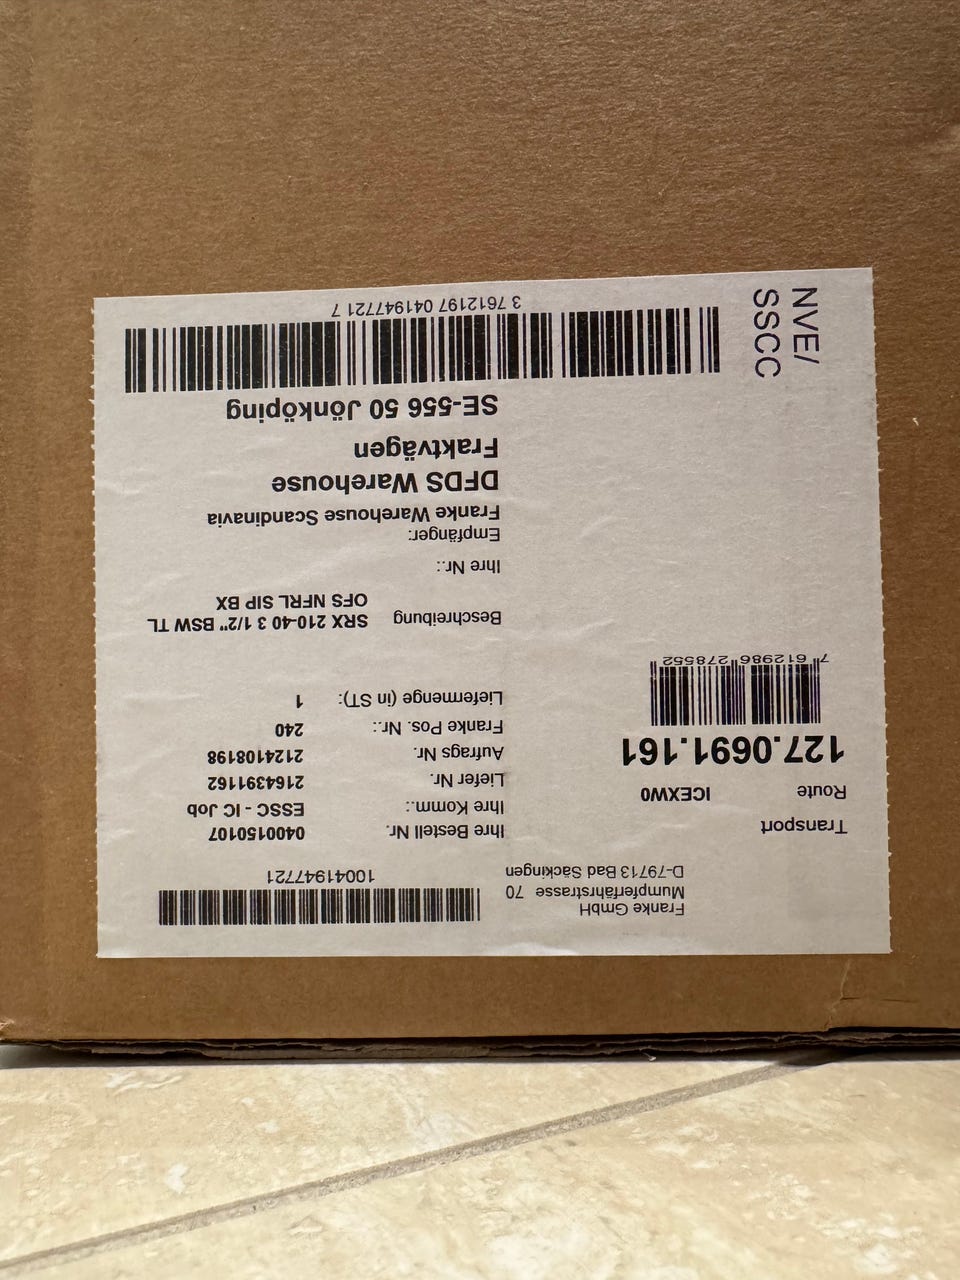 Franke GmbH
Mumpferfährstrasse 70
D-79713 Bad Säckingen
10041947721
Transport
Route ICEXW0
127.0691.161
7 612986 278552
Ihre Bestell Nr. 0400150107
Ihre Komm.: ESSC - IC Job
Liefer Nr. 2164391162
Aufrags Nr. 2124108198
Franke Pos. Nr.: 240
Liefermenge (in ST): 1
Beschreibung SRX 210-40 3 1/2" BSW TL
OFS NFRL SIP BX
Ihre Nr.:
Empfänger:
Franke Warehouse Scandinavia
DFDS Warehouse
Fraktvägen
SE-556 50 Jönköping
NVE/
SSCC
3 7612197 041947721 7